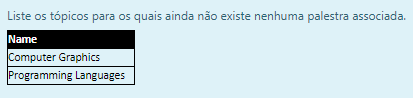 Liste os tópicos para os quais ainda não existe nenhuma palestra associada.
Name
Computer Graphics
Programming Languages